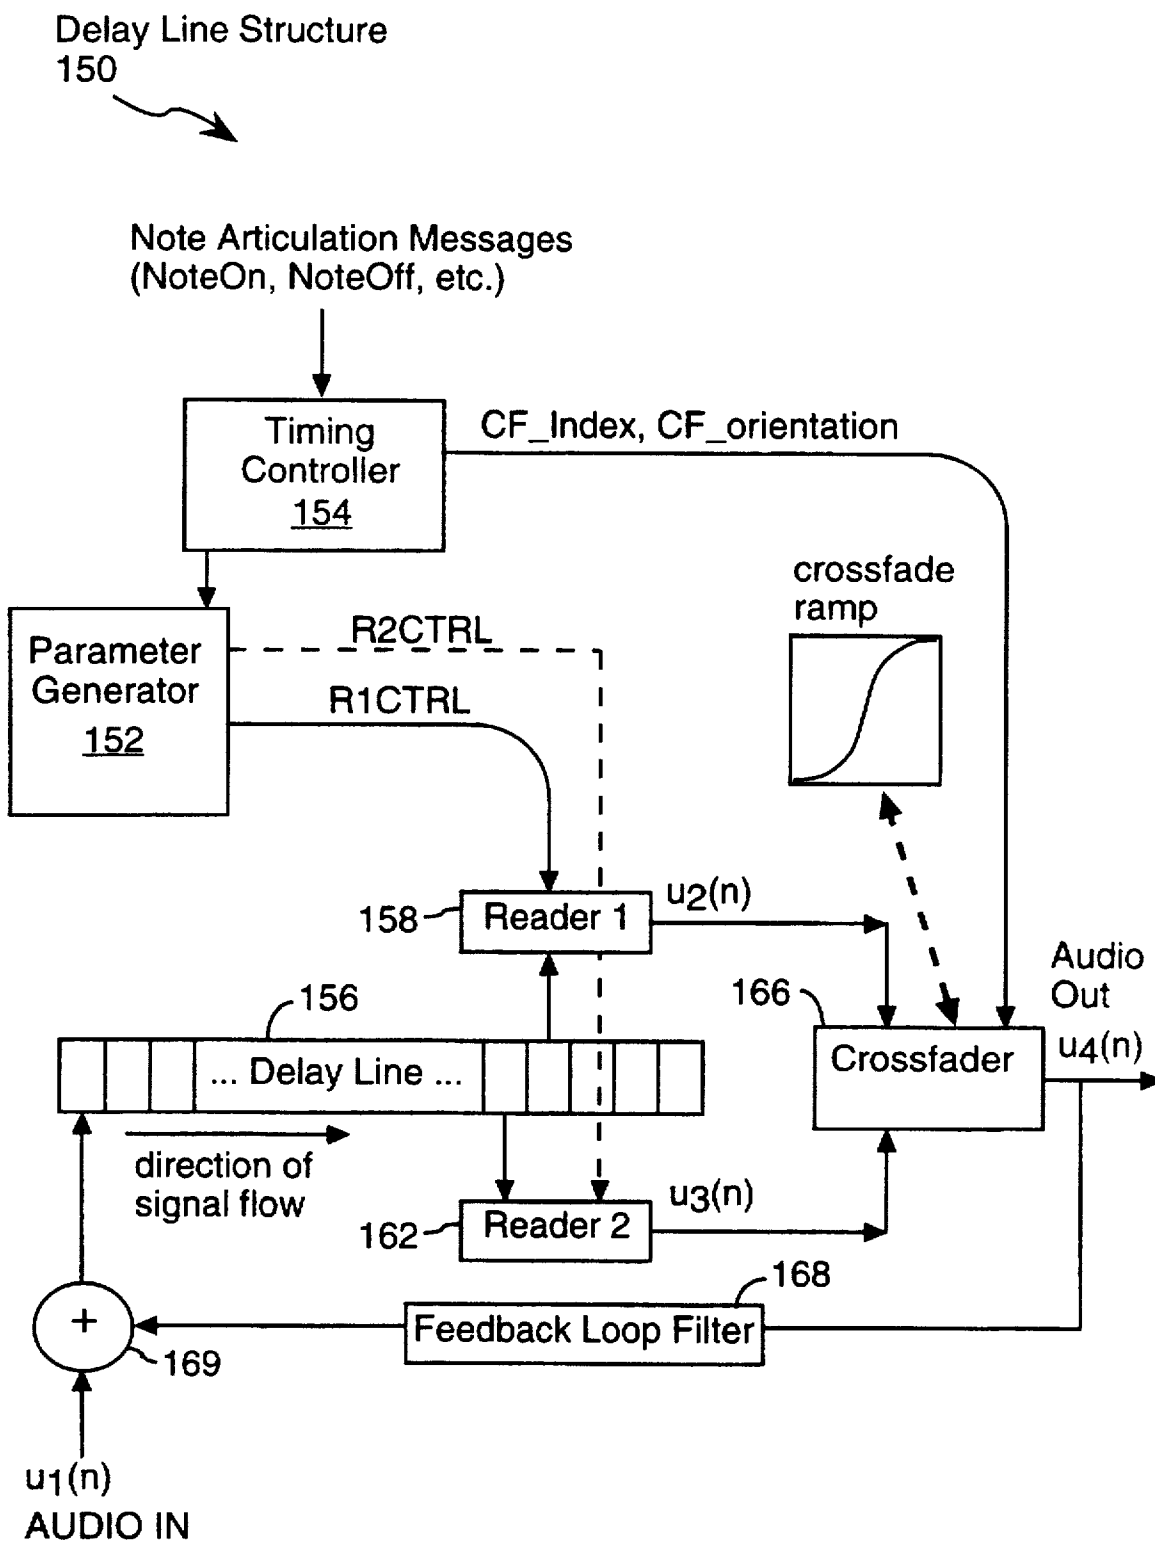 Delay Line Structure
150
Note Articulation Messages
(NoteOn, NoteOff, etc.)
Timing
Controller
154
CF_Index, CF_orientation
crossfade
ramp
Parameter
Generator
152
R2CTRL
R1CTRL
158
Reader 1
u2(n)
156
166
Audio
Out
... Delay Line ...
Crossfader
u4(n)
direction of
signal flow
162
Reader 2
u3(n)
168
+
Feedback Loop Filter
169
u1(n)
AUDIO IN